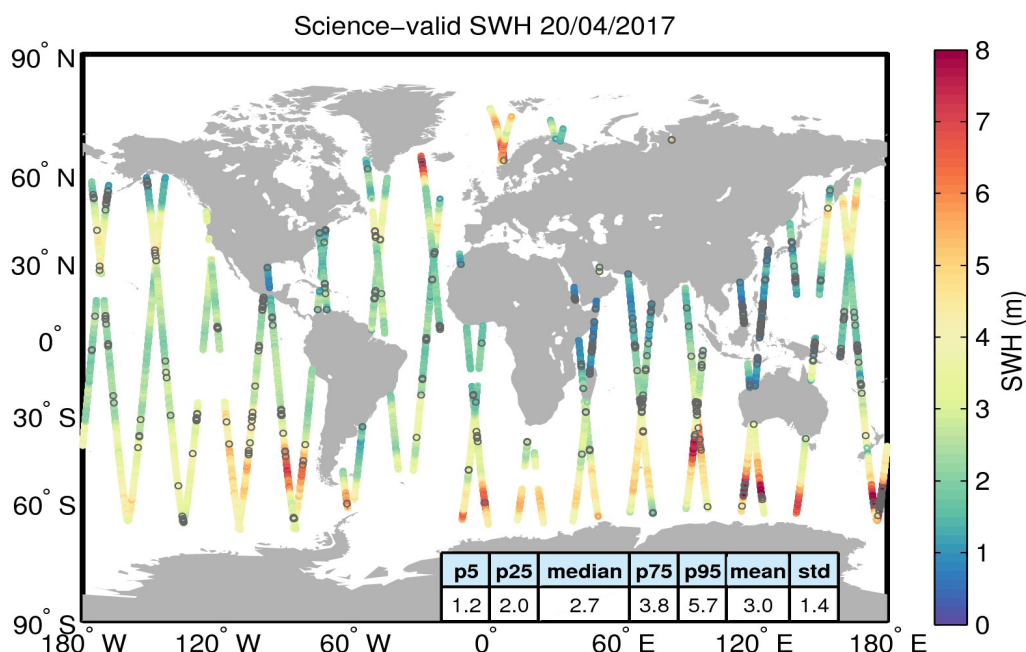 Science−valid SWH 20/04/2017
90° N
60° N
30° N
0°
30° S
60° S
90° S
180° W
120° W
60° W
0°
60° E
120° E
180° E
p5 p25 median p75 p95 mean std
1.2 2.0 2.7 3.8 5.7 3.0 1.4
8
7
6
5
4
3
2
1
0
SWH (m)